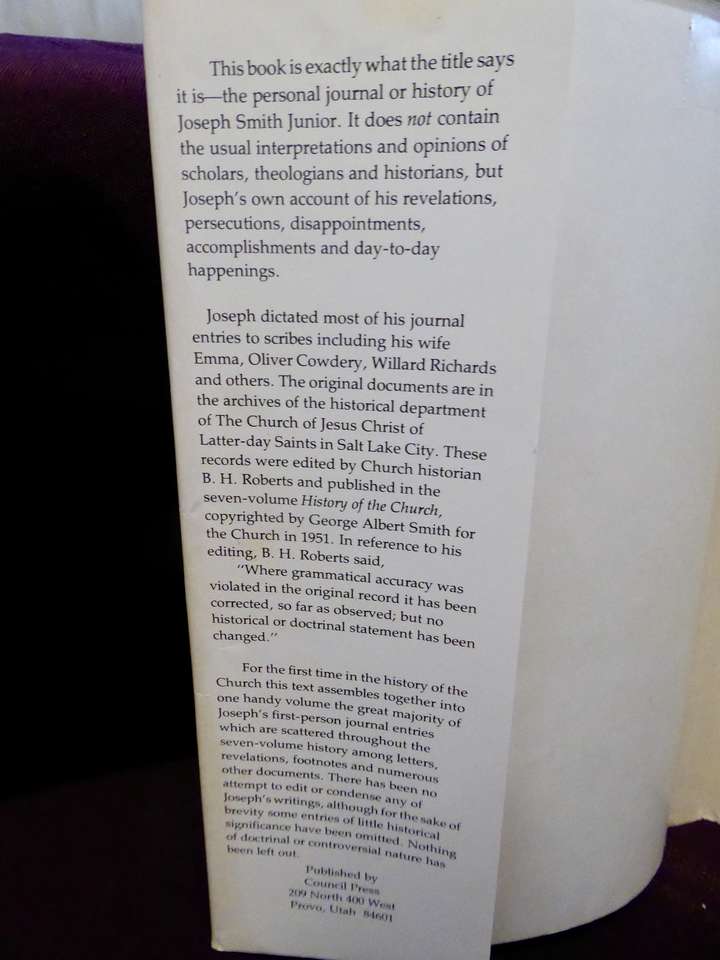 This book is exactly what the title says
it is—the personal journal or history of
Joseph Smith Junior. It does not contain
the usual interpretations and opinions of
scholars, theologians and historians, but
Joseph's own account of his revelations,
persecutions, disappointments,
accomplishments and day-to-day
happenings.
Joseph dictated most of his journal
entries to scribes including his wife
Emma, Oliver Cowdery, Willard Richards
and others. The original documents are in
the archives of the historical department
of The Church of Jesus Christ of
Latter-day Saints in Salt Lake City. These
records were edited by Church historian
B. H. Roberts and published in the
seven-volume History of the Church,
copyrighted by George Albert Smith for
the Church in 1951. In reference to his
editing, B. H. Roberts said,
"Where grammatical accuracy was
violated in the original record it has been
corrected, so far as observed; but no
historical or doctrinal statement has been
changed."
For the first time in the history of the
Church this text assembles together into
one handy volume the great majority of
Joseph's first-person journal entries
which are scattered throughout the
seven-volume history among letters,
revelations, footnotes and numerous
other documents. There has been no
attempt to edit or condense any of
Joseph's writings, although for the sake of
brevity some entries of little historical
significance have been omitted. Nothing
of doctrinal or controversial nature has
been left out.
Published by
Council Press
209 North 400 West
Provo, Utah 84601